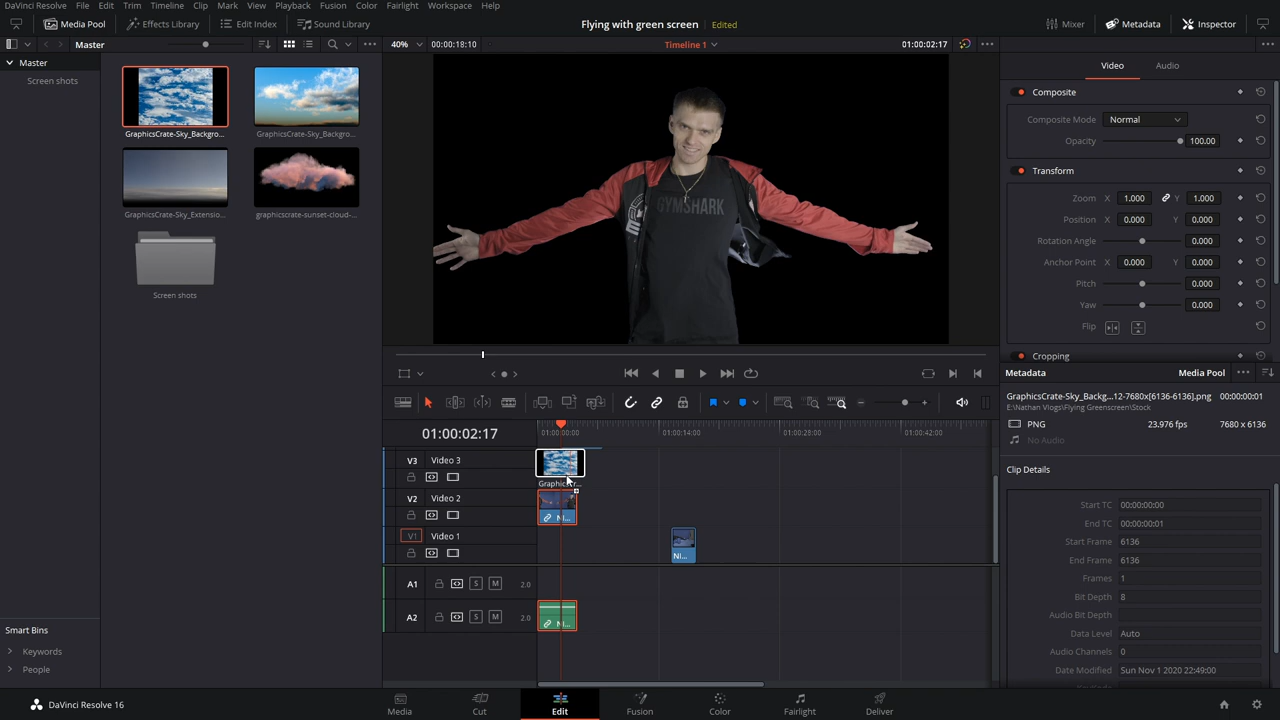 DaVinci Resolve File Edit Trim Timeline Clip Mark View Playback Fusion Color Fairlight Workspace Help
Media Pool Effects Library Edit Index Sound Library Flying with green screen Edited Mixer Metadata Inspector
Master 40% 00:00:18:10 Timeline 1 01:00:02:17
Master
Screen shots
GraphicsCrate-Sky_Backgro... GraphicsCrate-Sky_Backgro...
GraphicsCrate-Sky_Extensio... graphicscrate-sunset-cloud-...
Screen shots
GYMSHARK
Video Audio
Composite
Composite Mode Normal
Opacity 100.00
Transform
Zoom X 1.000 Y 1.000
Position X 0.000 Y 0.000
Rotation Angle 0.000
Anchor Point X 0.000 Y 0.000
Pitch 0.000
Yaw 0.000
Flip
Cropping
Metadata Media Pool
GraphicsCrate-Sky_Backg...12-7680x[6136-6136].png 00:00:00:01
E:\Nathan Vlogs\Flying Greenscreen\Stock
PNG 23.976 fps 7680 x 6136
No Audio
Clip Details
Start TC 00:00:00:00
End TC 00:00:00:01
Start Frame 6136
End Frame 6136
Frames 1
Bit Depth 8
Audio Bit Depth
Data Level Auto
Audio Channels 0
Date Modified Sun Nov 1 2020 22:49:00
01:00:02:17 01:00:00:00 01:00:14:00 01:00:28:00 01:00:42:00
V3 Video 3
V2 Video 2
NI...
V1 Video 1
NI...
A1 S M 2.0
A2 S M 2.0
Smart Bins
Keywords
People
DaVinci Resolve 16 Media Cut Edit Fusion Color Fairlight Deliver